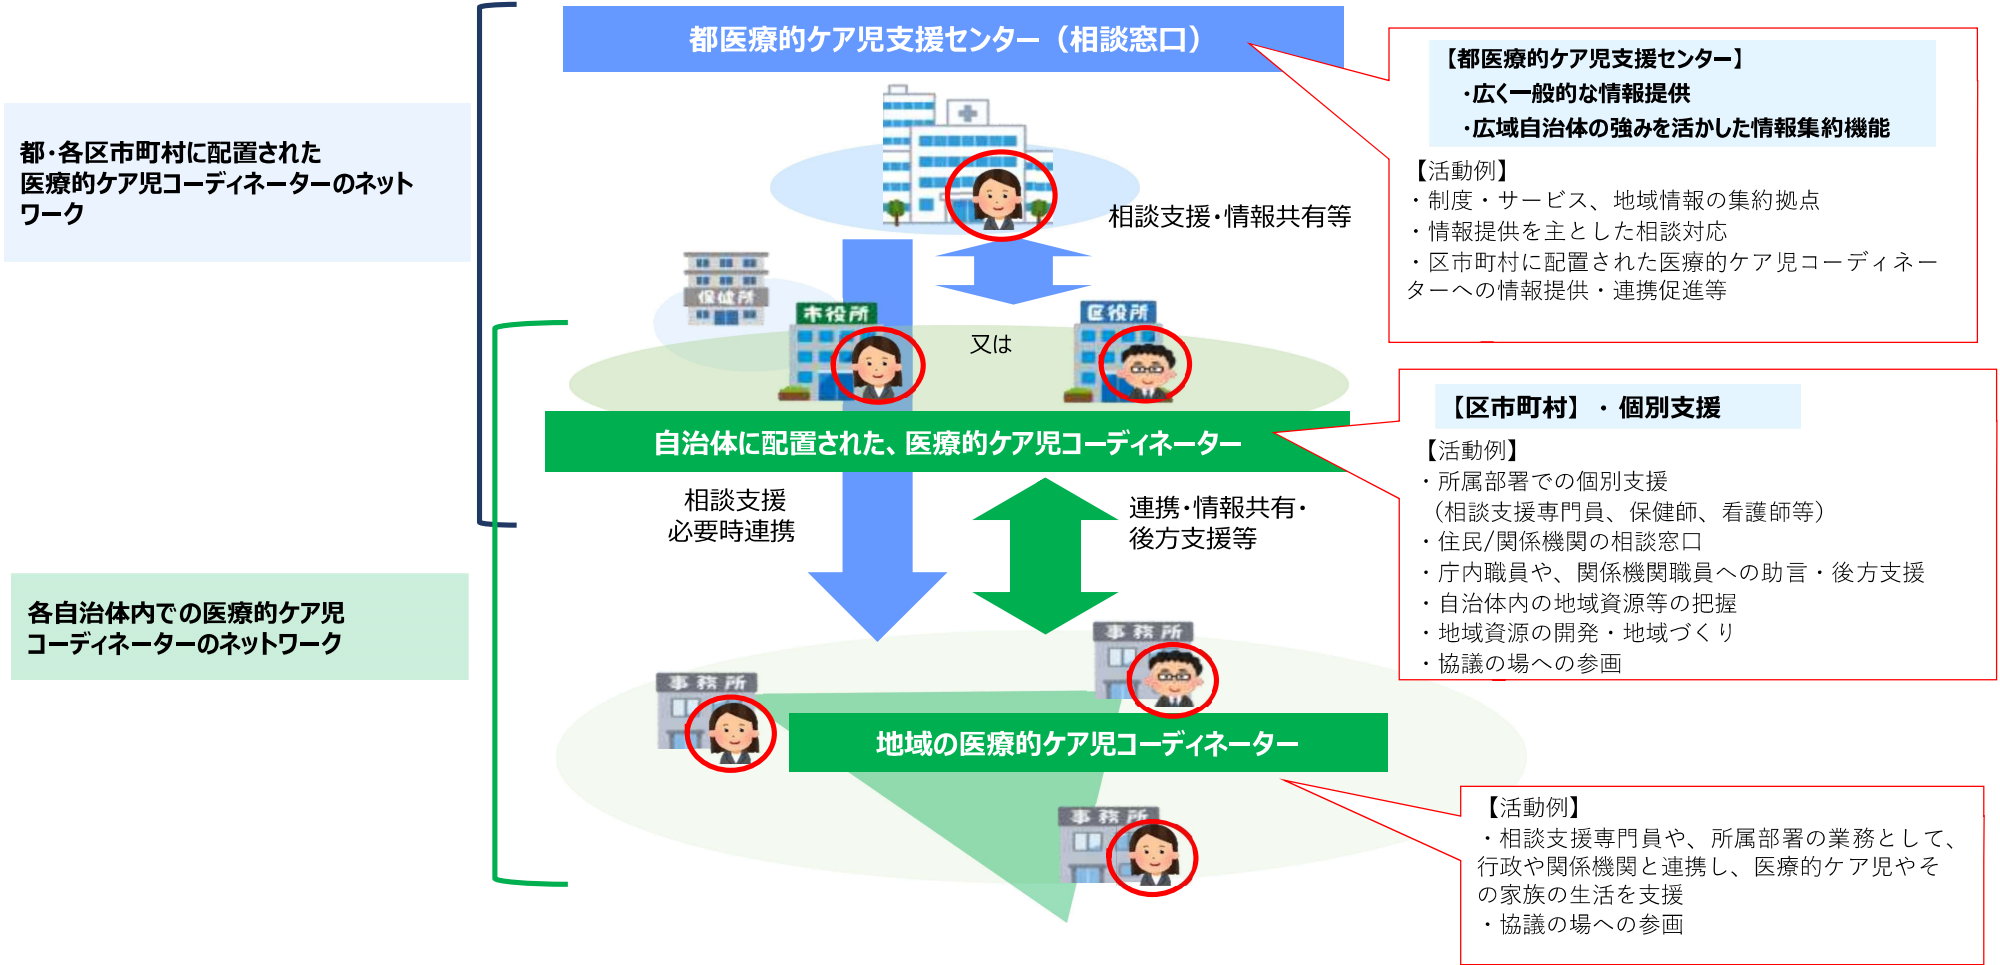 都医療的ケア児支援センター（相談窓口）
【都医療的ケア児支援センター】
・広く一般的な情報提供
・広域自治体の強みを活かした情報集約機能
【活動例】
・制度・サービス、地域情報の集約拠点
・情報提供を主とした相談対応
・区市町村に配置された医療的ケア児コーディネー
ターへの情報提供・連携促進等
都・各区市町村に配置された
医療的ケア児コーディネーターのネット
ワーク
相談支援・情報共有等
保健所
市役所
又は
区役所
自治体に配置された、医療的ケア児コーディネーター
【区市町村】・個別支援
【活動例】
・所属部署での個別支援
（相談支援専門員、保健師、看護師等）
・住民/関係機関の相談窓口
・庁内職員や、関係機関職員への助言・後方支援
・自治体内の地域資源等の把握
・地域資源の開発・地域づくり
・協議の場への参画
相談支援
必要時連携
連携・情報共有・
後方支援等
各自治体内での医療的ケア児
コーディネーターのネットワーク
事務所
事務所
地域の医療的ケア児コーディネーター
事務所
【活動例】
・相談支援専門員や、所属部署の業務として、
行政や関係機関と連携し、医療的ケア児やそ
の家族の生活を支援
・協議の場への参画